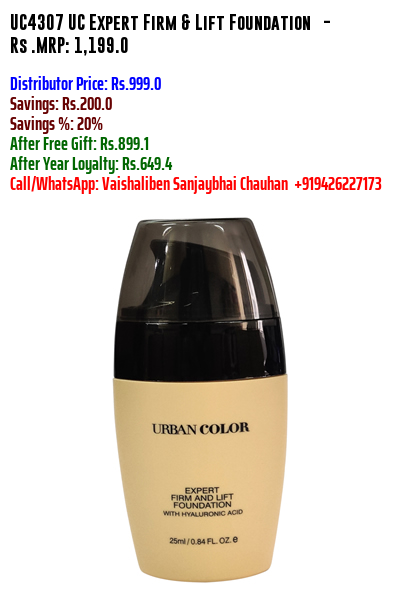 UC4307 UC Expert Firm & Lift Foundation -
Rs .MRP: 1,199.0
Distributor Price: Rs.999.0
Savings: Rs.200.0
Savings %: 20%
After Free Gift: Rs.899.1
After Year Loyalty: Rs.649.4
Call/WhatsApp: Vaishaliben Sanjaybhai Chauhan +919426227173
URBAN COLOR
EXPERT
FIRM AND LIFT
FOUNDATION
WITH HYALURONIC ACID
25ml / 0.84 FL. OZ. e